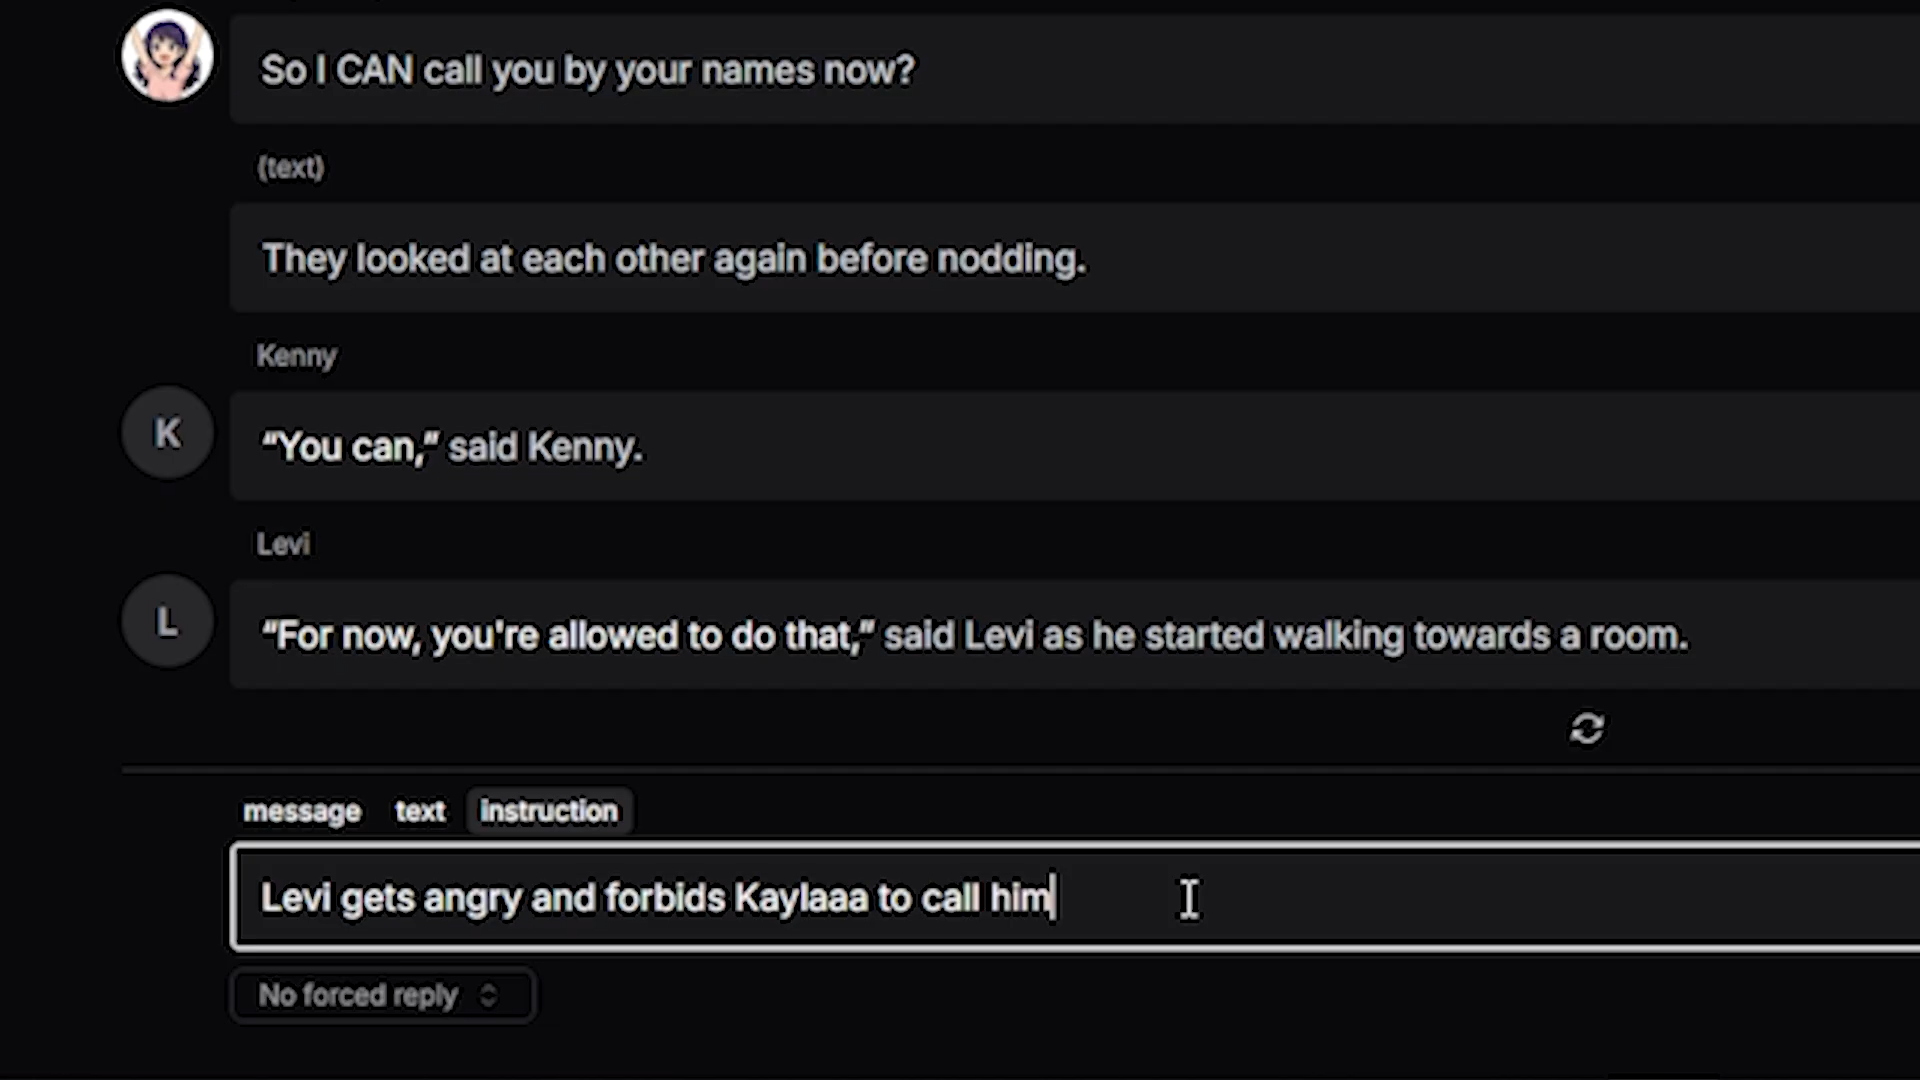 So I CAN call you by your names now?
(text)
They looked at each other again before nodding.
Kenny
K
“You can,” said Kenny.
Levi
L
“For now, you're allowed to do that,” said Levi as he started walking towards a room.
message text instruction
Levi gets angry and forbids Kaylaaa to call him
No forced reply